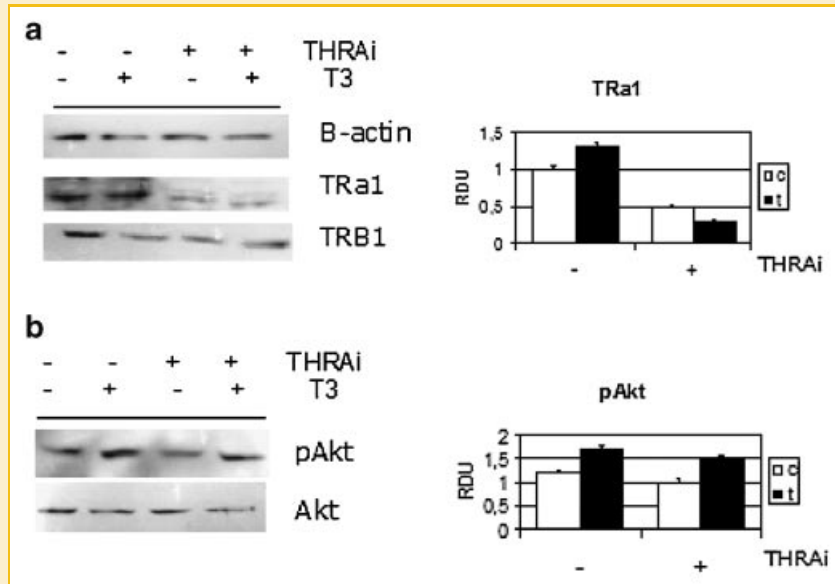 a
- - + + THRAi
- + - + T3
B-actin
TRa1
TRB1
TRa1
1,5
1
0,5
0
RDU
c
t
- + THRAi
b
- - + + THRAi
- + - + T3
pAkt
Akt
pAkt
2
1,5
1
0,5
0
RDU
c
t
- + THRAi